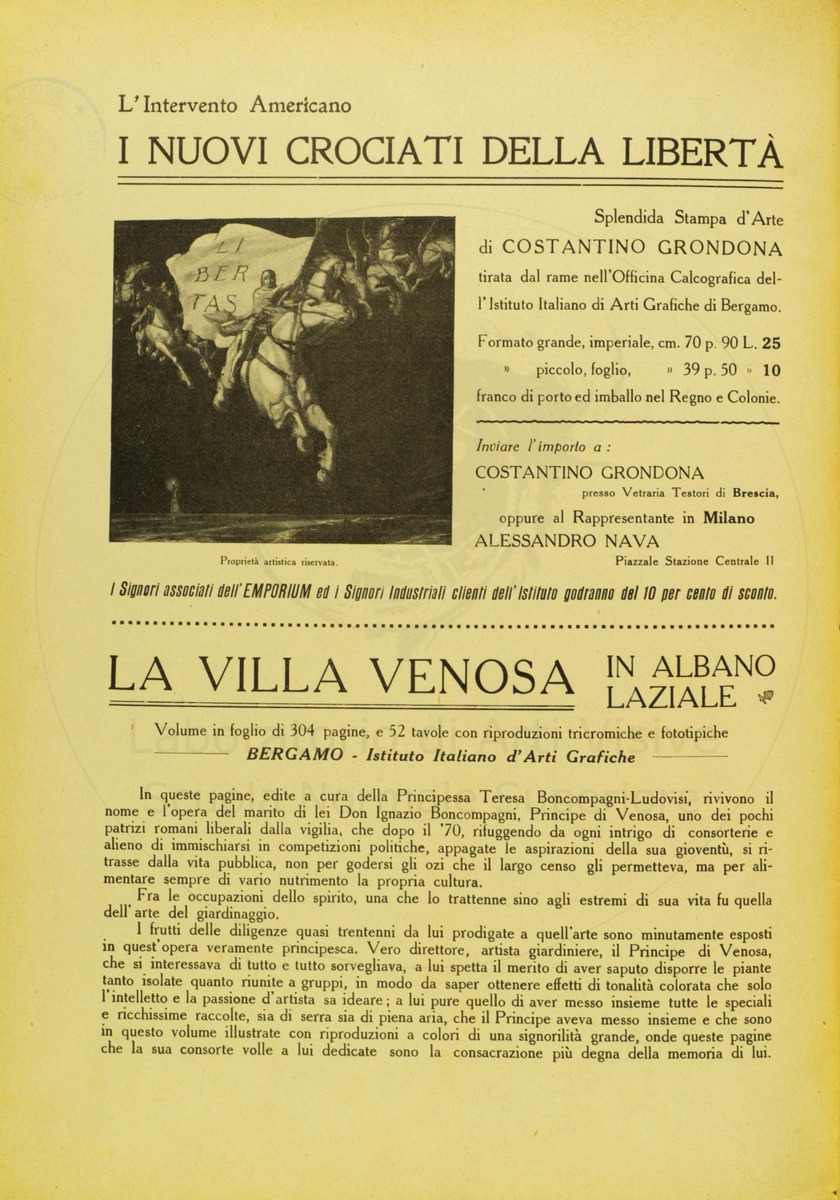 L'Intervento Americano
I NUOVI CROCIATI DELLA LIBERTÀ
LI
BER
TAS
Proprietà artistica riservata.
Splendida Stampa d'Arte
di COSTANTINO GRONDONA
tirata dal rame nell'Officina Calcografica del-
l'Istituto Italiano di Arti Grafiche di Bergamo.
Formato grande, imperiale, cm. 70 p. 90 L. 25
» piccolo, foglio, » 39 p. 50 » 10
franco di porto ed imballo nel Regno e Colonie.
Inviare l'importo a :
COSTANTINO GRONDONA
presso Vetraria Testori di Brescia,
oppure al Rappresentante in Milano
ALESSANDRO NAVA
Piazzale Stazione Centrale 11
I Signori associati dell'EMPORIUM ed i Signori Industriali clienti dell'Istituto godranno del 10 per cento di sconto.
LA VILLA VENOSA IN ALBANO
LAZIALE
Volume in foglio di 304 pagine, e 52 tavole con riproduzioni tricromiche e fototipiche
BERGAMO - Istituto Italiano d'Arti Grafiche
In queste pagine, edite a cura della Principessa Teresa Boncompagni-Ludovisi, rivivono il
nome e l'opera del marito di lei Don Ignazio Boncompagni, Principe di Venosa, uno dei pochi
patrizi romani liberali dalla vigilia, che dopo il '70, rifuggendo da ogni intrigo di consorterie e
alieno di immischiarsi in competizioni politiche, appagate le aspirazioni della sua gioventù, si ri-
trasse dalla vita pubblica, non per godersi gli ozi che il largo censo gli permetteva, ma per ali-
mentare sempre di vario nutrimento la propria cultura.
Fra le occupazioni dello spirito, una che lo trattenne sino agli estremi di sua vita fu quella
dell'arte del giardinaggio.
I frutti delle diligenze quasi trentenni da lui prodigate a quell'arte sono minutamente esposti
in quest'opera veramente principesca. Vero direttore, artista giardiniere, il Principe di Venosa,
che si interessava di tutto e tutto sorvegliava, a lui spetta il merito di aver saputo disporre le piante
tanto isolate quanto riunite a gruppi, in modo da saper ottenere effetti di tonalità colorata che solo
l'intelletto e la passione d'artista sa ideare ; a lui pure quello di aver messo insieme tutte le speciali
e ricchissime raccolte, sia di serra sia di piena aria, che il Principe aveva messo insieme e che sono
in questo volume illustrate con riproduzioni a colori di una signorilità grande, onde queste pagine
che la sua consorte volle a lui dedicate sono la consacrazione più degna della memoria di lui.